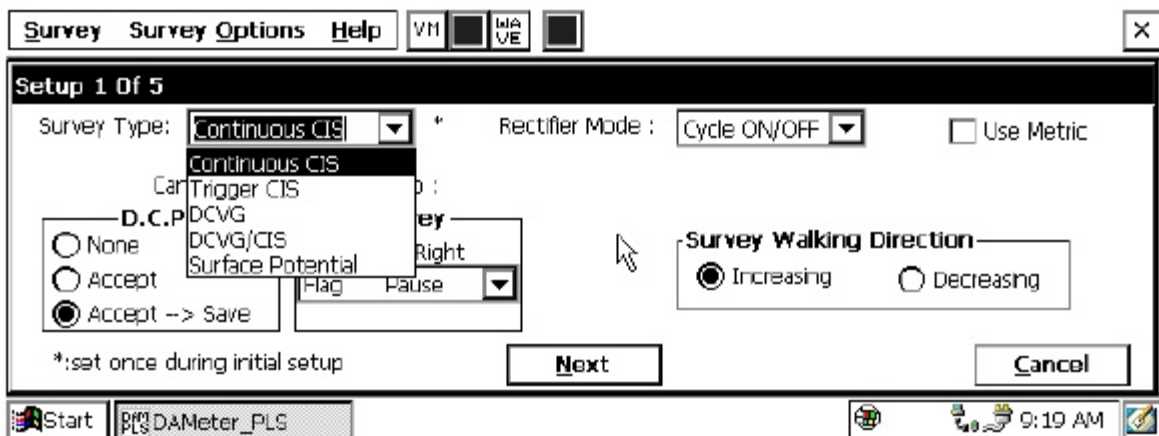 Survey Survey Options Help VM WAVE
Setup 1 Of 5
Survey Type: Continuous CIS * Rectifier Mode : Cycle ON/OFF Use Metric
Continuous CIS
Trigger CIS
DCVG
DCVG/CIS
Surface Potential
D.C.P
None
Accept
Accept --> Save
Right
Flag Pause
Survey Walking Direction
Increasing Decreasing
*:set once during initial setup Next Cancel
Start DAMeter_PLS 9:19 AM